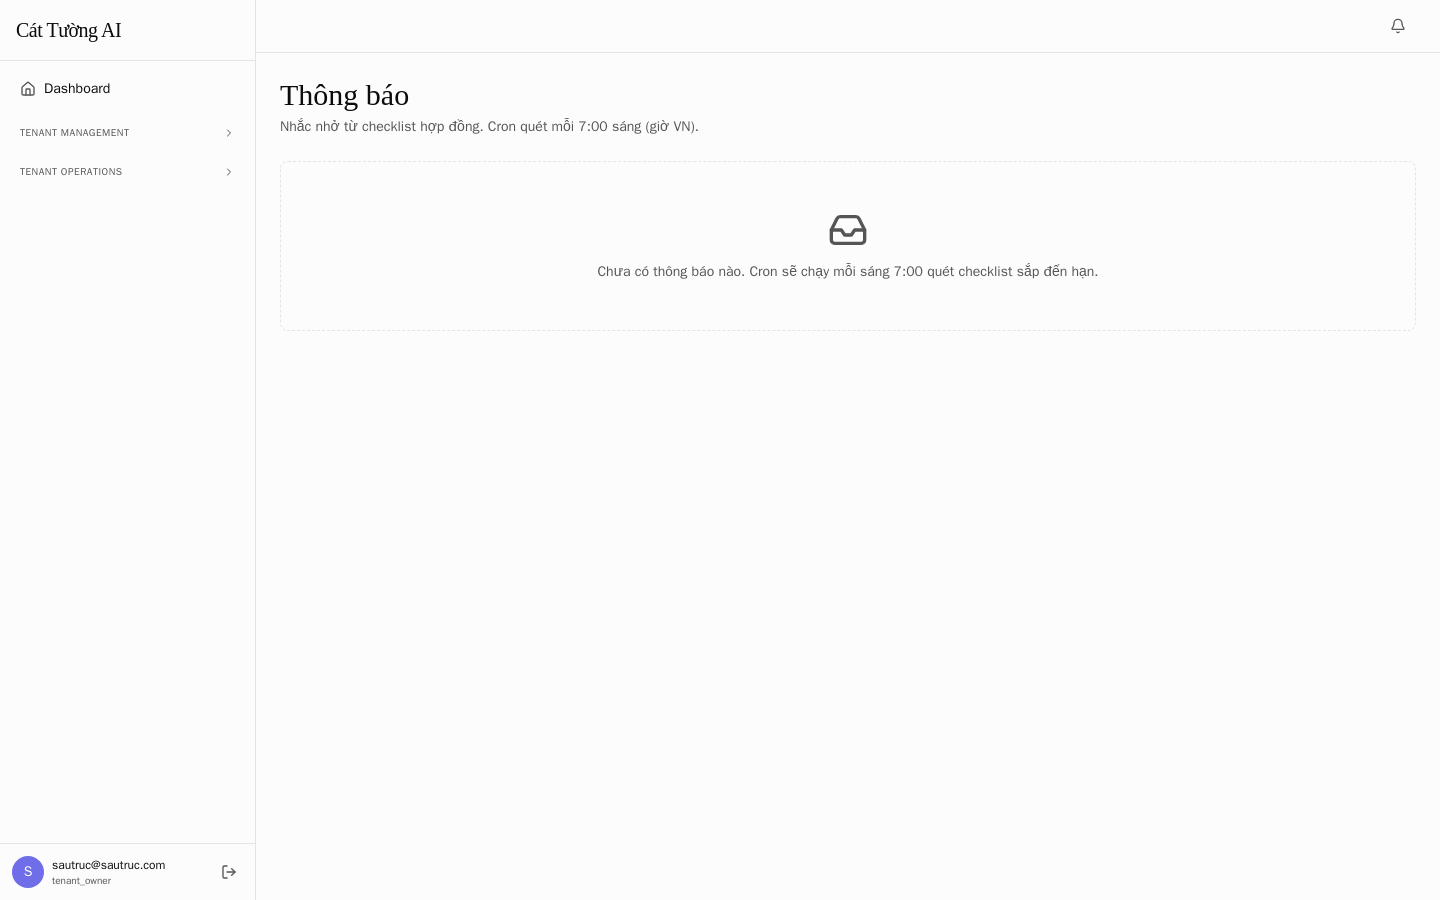 Cát Tường AI
Dashboard
TENANT MANAGEMENT
TENANT OPERATIONS
Thông báo
Nhắc nhở từ checklist hợp đồng. Cron quét mỗi 7:00 sáng (giờ VN).
Chưa có thông báo nào. Cron sẽ chạy mỗi sáng 7:00 quét checklist sắp đến hạn.
S
sautruc@sautruc.com
tenant_owner